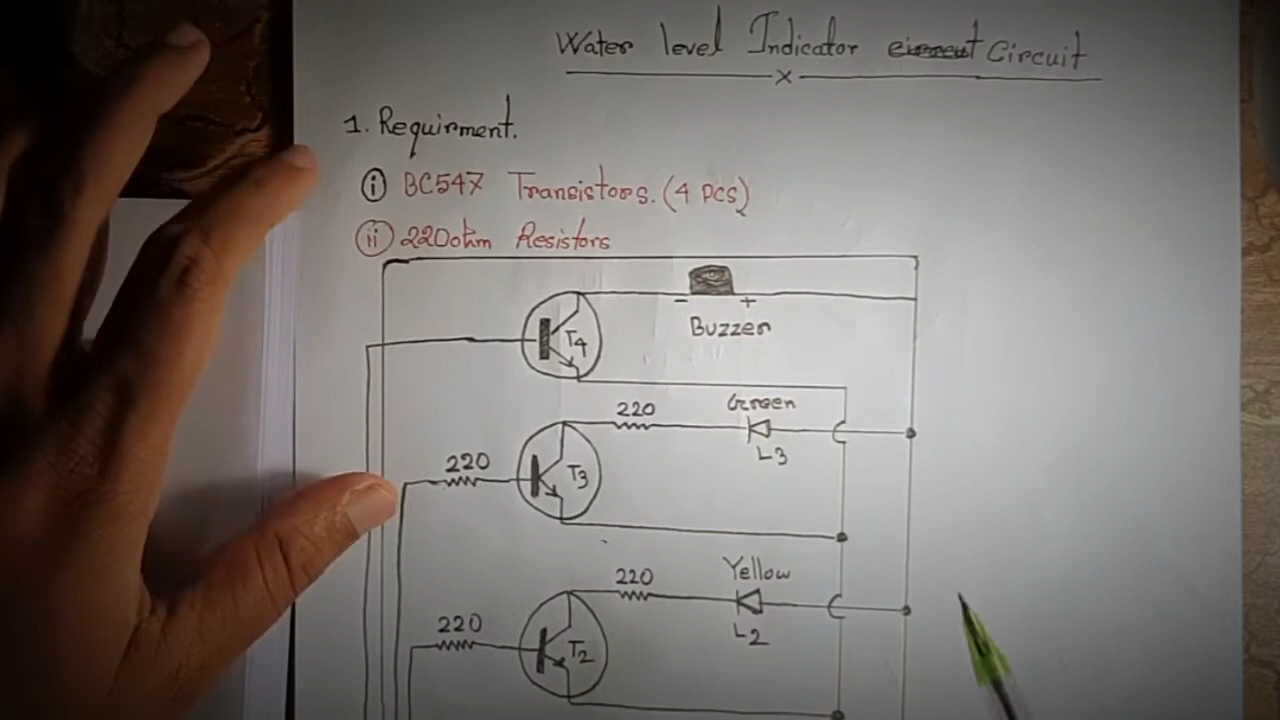 Water level Indicator Circuit
1. Requirment.
i BC547 Transistors. (4 pcs)
ii 220ohm Resistors
T4
- +
Buzzer
220
Green
L3
220
T3
220
Yellow
L2
220
T2